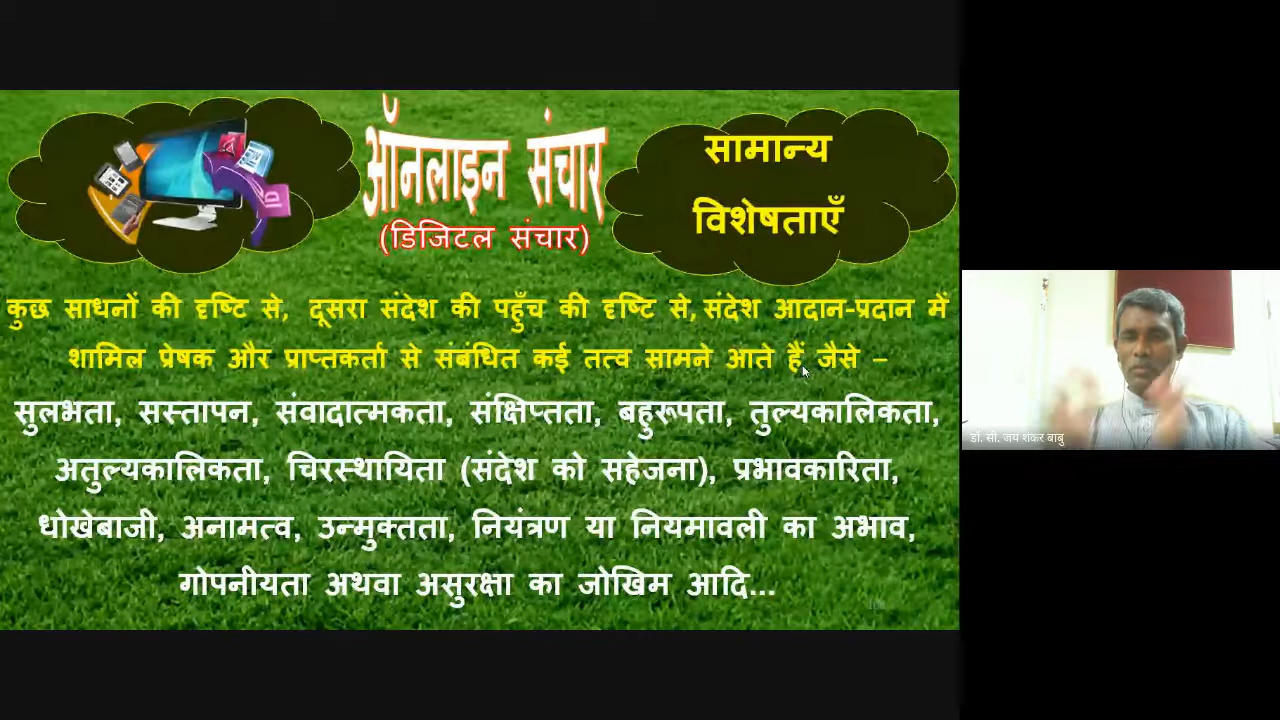 ऑनलाइन संचार
(डिजिटल संचार)
सामान्य
विशेषताएँ
कुछ साधनों की दृष्टि से, दूसरा संदेश की पहुँच की दृष्टि से, संदेश आदान-प्रदान में
शामिल प्रेषक और प्राप्तकर्ता से संबंधित कई तत्व सामने आते हैं जैसे –
सुलभता, सस्तापन, संवादात्मकता, संक्षिप्तता, बहुरूपता, तुल्यकालिकता,
अतुल्यकालिकता, चिरस्थायिता (संदेश को सहेजना), प्रभावकारिता,
धोखेबाजी, अनामत्व, उन्मुक्तता, नियंत्रण या नियमावली का अभाव,
गोपनीयता अथवा असुरक्षा का जोखिम आदि...
डॉ. सी. जय शंकर बाबु